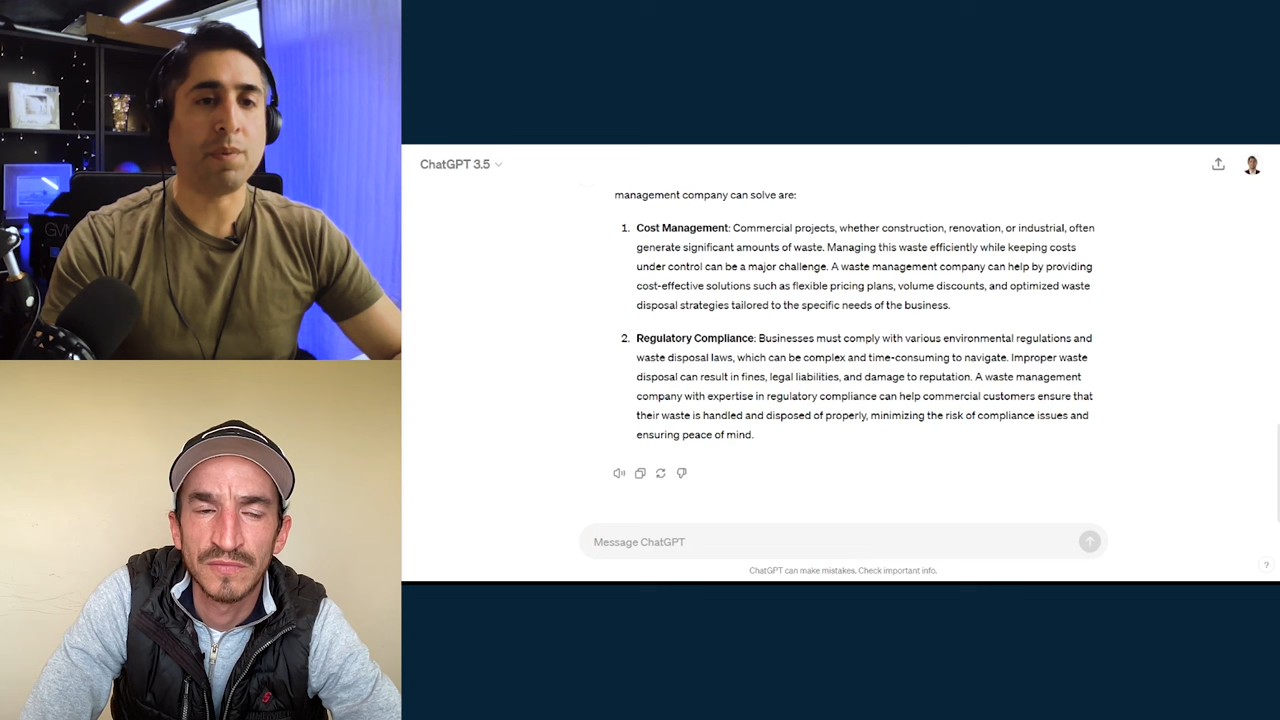 ChatGPT 3.5
management company can solve are:
1. Cost Management: Commercial projects, whether construction, renovation, or industrial, often
generate significant amounts of waste. Managing this waste efficiently while keeping costs
under control can be a major challenge. A waste management company can help by providing
cost-effective solutions such as flexible pricing plans, volume discounts, and optimized waste
disposal strategies tailored to the specific needs of the business.
2. Regulatory Compliance: Businesses must comply with various environmental regulations and
waste disposal laws, which can be complex and time-consuming to navigate. Improper waste
disposal can result in fines, legal liabilities, and damage to reputation. A waste management
company with expertise in regulatory compliance can help commercial customers ensure that
their waste is handled and disposed of properly, minimizing the risk of compliance issues and
ensuring peace of mind.
Message ChatGPT
ChatGPT can make mistakes. Check important info.
?